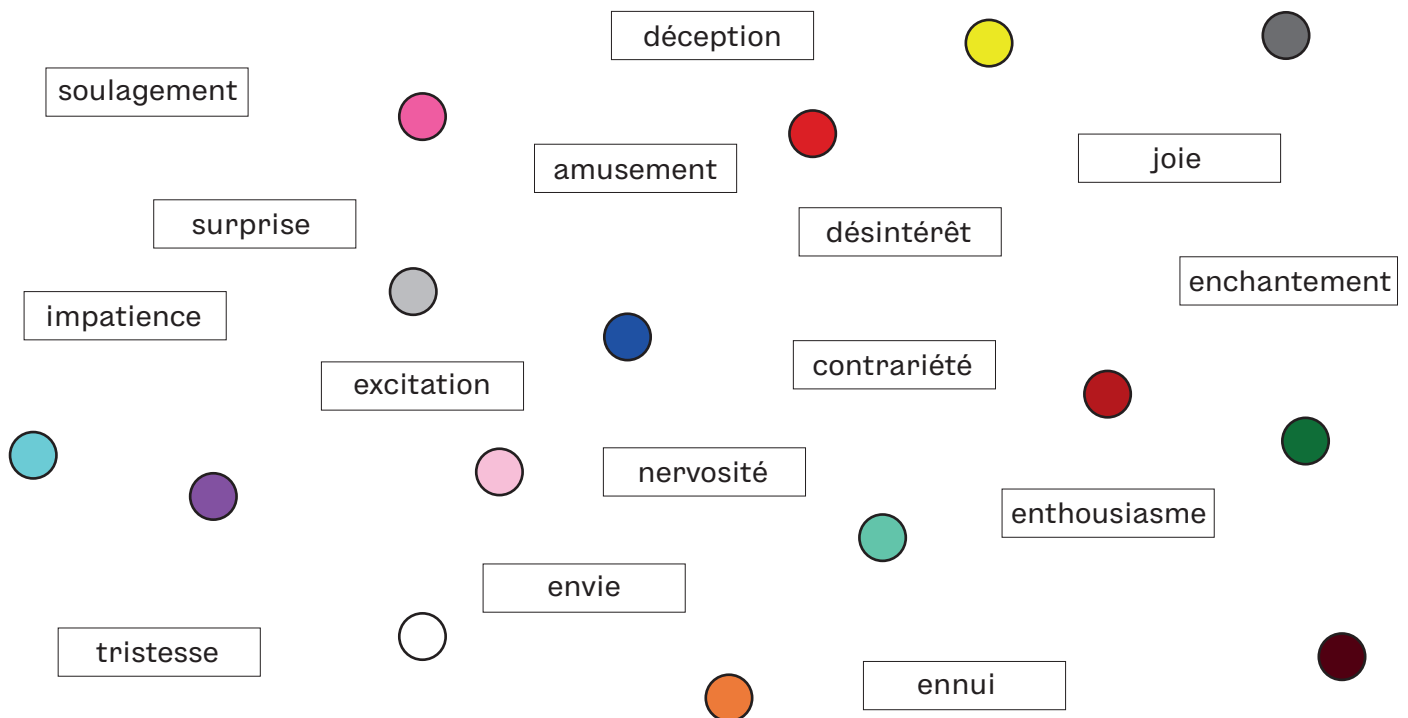 déception
soulagement
amusement
joie
surprise
désintérêt
enchantement
impatience
contrariété
excitation
nervosité
enthousiasme
envie
tristesse
ennui